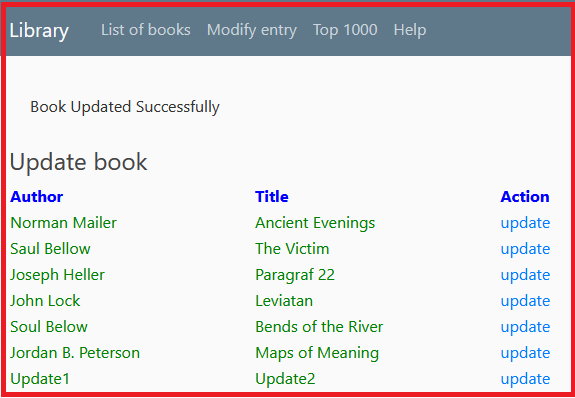 Library List of books Modify entry Top 1000 Help
Book Updated Successfully
Update book
Author Title Action
Norman Mailer Ancient Evenings update
Saul Bellow The Victim update
Joseph Heller Paragraf 22 update
John Lock Leviatan update
Soul Below Bends of the River update
Jordan B. Peterson Maps of Meaning update
Update1 Update2 update